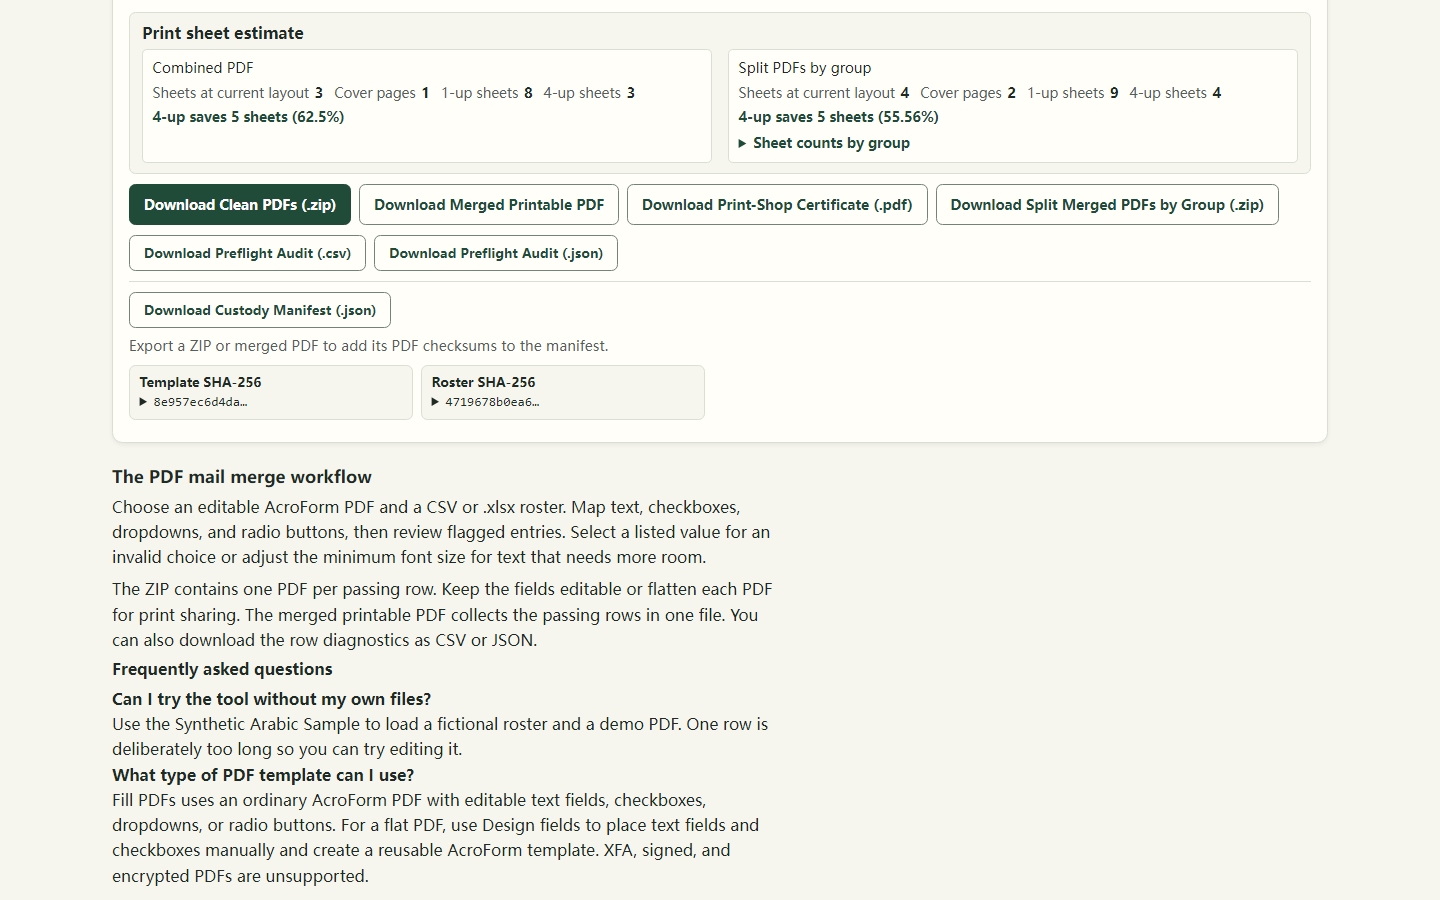 Print sheet estimate
Combined PDF
Sheets at current layout 3 Cover pages 1 1-up sheets 8 4-up sheets 3
4-up saves 5 sheets (62.5%)
Split PDFs by group
Sheets at current layout 4 Cover pages 2 1-up sheets 9 4-up sheets 4
4-up saves 5 sheets (55.56%)
▶ Sheet counts by group
Download Clean PDFs (.zip)
Download Merged Printable PDF
Download Print-Shop Certificate (.pdf)
Download Split Merged PDFs by Group (.zip)
Download Preflight Audit (.csv)
Download Preflight Audit (.json)
Download Custody Manifest (.json)
Export a ZIP or merged PDF to add its PDF checksums to the manifest.
Template SHA-256
▶ 8e957ec6d4da…
Roster SHA-256
▶ 4719678b0ea6…
The PDF mail merge workflow
Choose an editable AcroForm PDF and a CSV or .xlsx roster. Map text, checkboxes,
dropdowns, and radio buttons, then review flagged entries. Select a listed value for an
invalid choice or adjust the minimum font size for text that needs more room.
The ZIP contains one PDF per passing row. Keep the fields editable or flatten each PDF
for print sharing. The merged printable PDF collects the passing rows in one file. You
can also download the row diagnostics as CSV or JSON.
Frequently asked questions
Can I try the tool without my own files?
Use the Synthetic Arabic Sample to load a fictional roster and a demo PDF. One row is
deliberately too long so you can try editing it.
What type of PDF template can I use?
Fill PDFs uses an ordinary AcroForm PDF with editable text fields, checkboxes,
dropdowns, or radio buttons. For a flat PDF, use Design fields to place text fields and
checkboxes manually and create a reusable AcroForm template. XFA, signed, and
encrypted PDFs are unsupported.